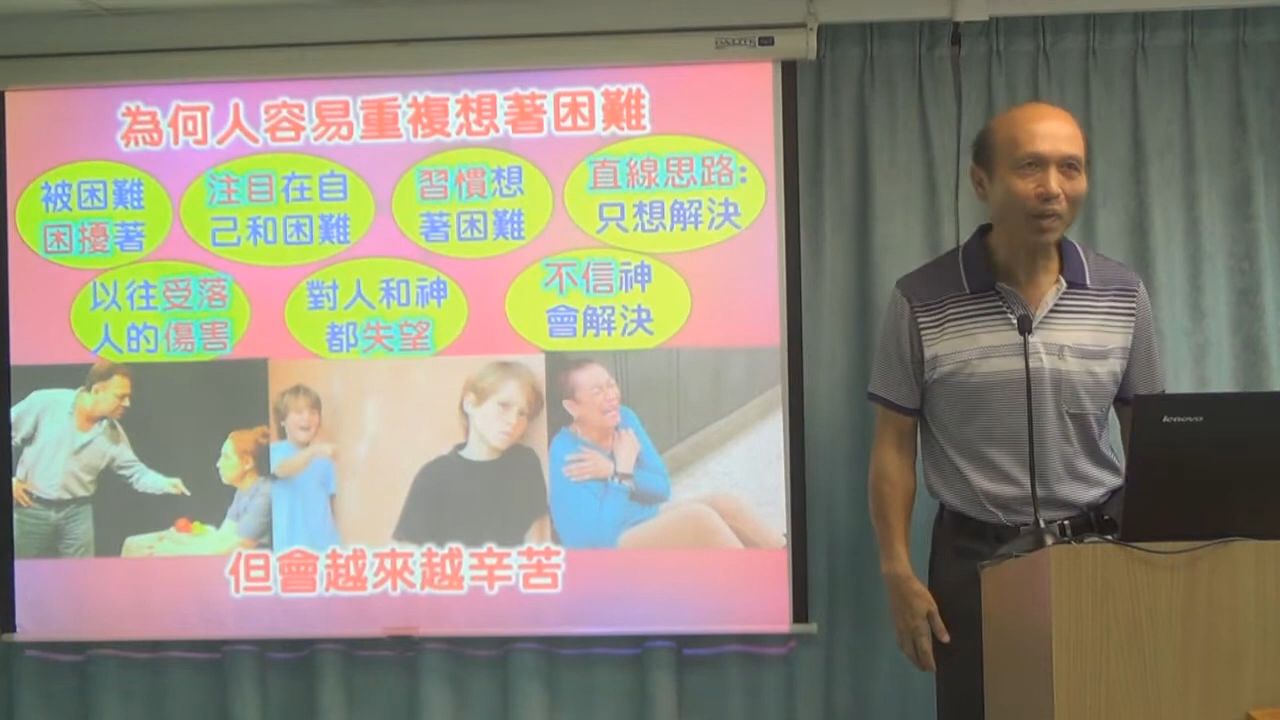 為何人容易重複想著困難
被困難
困擾著
注目在自
己和困難
習慣想
著困難
直線思路:
只想解決
以往受落
人的傷害
對人和神
都失望
不信神
會解決
但會越來越辛苦
lenovo